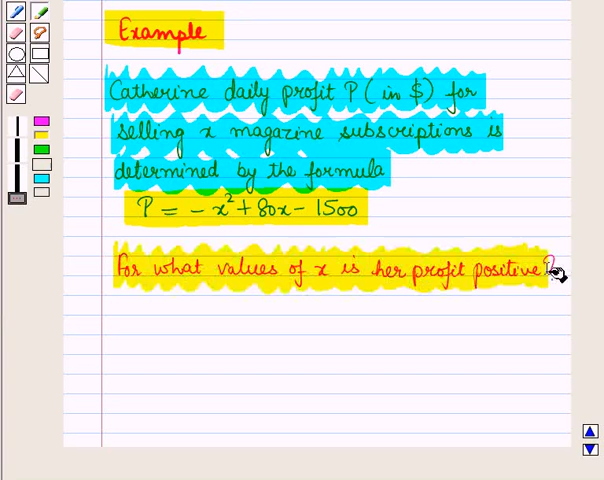 Example
Catherine daily profit P (in $) for
selling x magazine subscriptions is
determined by the formula
P = - x² + 80x - 1500
For what values of x is her profit positive?